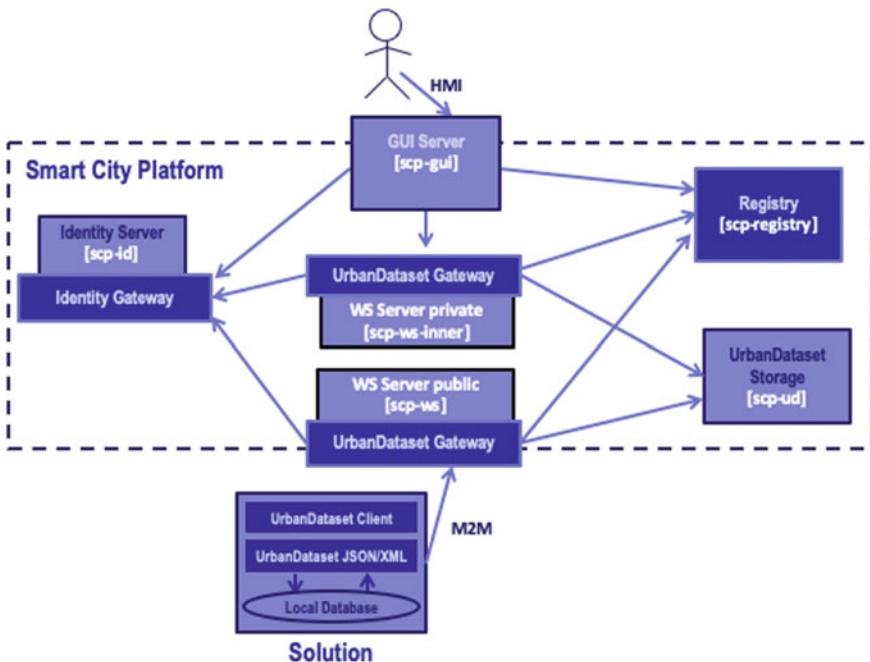 HMI
GUI Server
[scp-gui]
Smart City Platform
Registry
[scp-registry]
Identity Server
[scp-id]
Identity Gateway
UrbanDataset Gateway
WS Server private
[scp-ws-inner]
UrbanDataset
Storage
[scp-ud]
WS Server public
[scp-ws]
UrbanDataset Gateway
UrbanDataset Client
UrbanDataset JSON/XML
Local Database
M2M
Solution